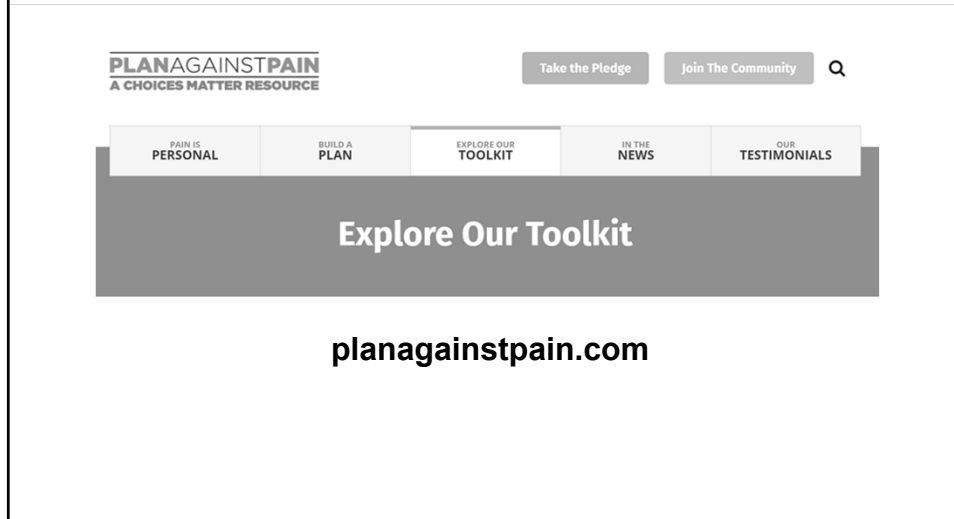 PLANAGAINSTPAIN
A CHOICES MATTER RESOURCE
Take the Pledge
Join The Community
PAIN IS
PERSONAL
BUILD A
PLAN
EXPLORE OUR
TOOLKIT
IN THE
NEWS
OUR
TESTIMONIALS
Explore Our Toolkit
planagainstpain.com